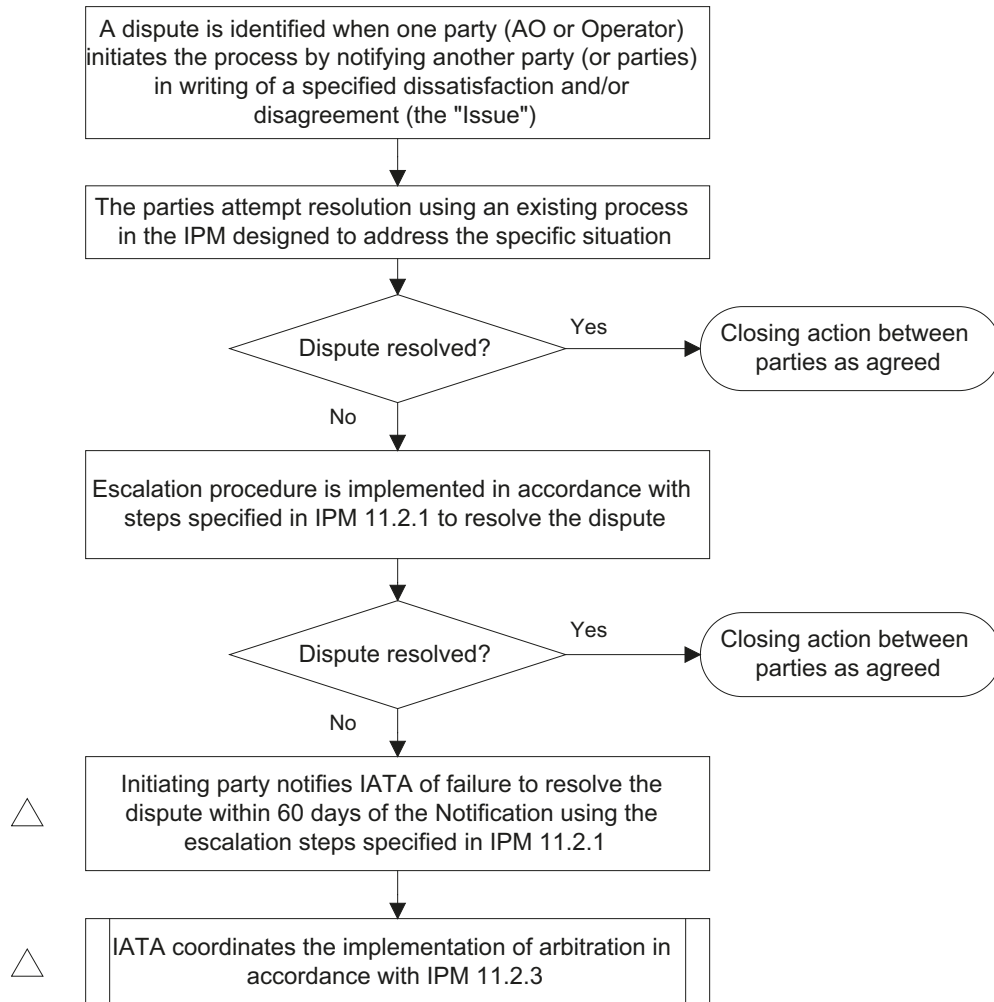 A dispute is identified when one party (AO or Operator)
initiates the process by notifying another party (or parties)
in writing of a specified dissatisfaction and/or
disagreement (the "Issue")
The parties attempt resolution using an existing process
in the IPM designed to address the specific situation
Dispute resolved?
Yes
Closing action between
parties as agreed
No
Escalation procedure is implemented in accordance with
steps specified in IPM 11.2.1 to resolve the dispute
Dispute resolved?
Yes
Closing action between
parties as agreed
No
Initiating party notifies IATA of failure to resolve the
dispute within 60 days of the Notification using the
escalation steps specified in IPM 11.2.1
IATA coordinates the implementation of arbitration in
accordance with IPM 11.2.3